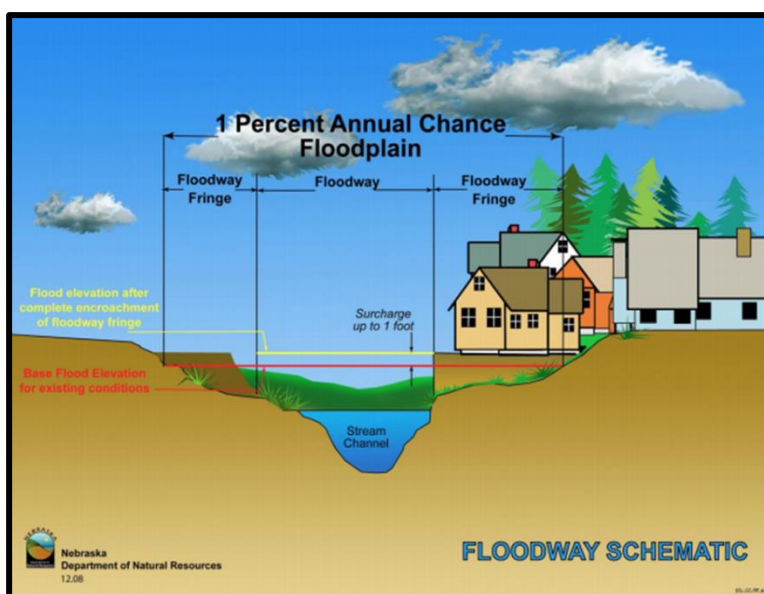 1 Percent Annual Chance
Floodplain
Floodway
Fringe
Floodway
Floodway
Fringe
Flood elevation after
complete encroachment
of floodway fringe
Surcharge
up to 1 foot
Base Flood Elevation
for existing conditions
Stream
Channel
NEBRASKA
Nebraska
Department of Natural Resources
12.08
FLOODWAY SCHEMATIC